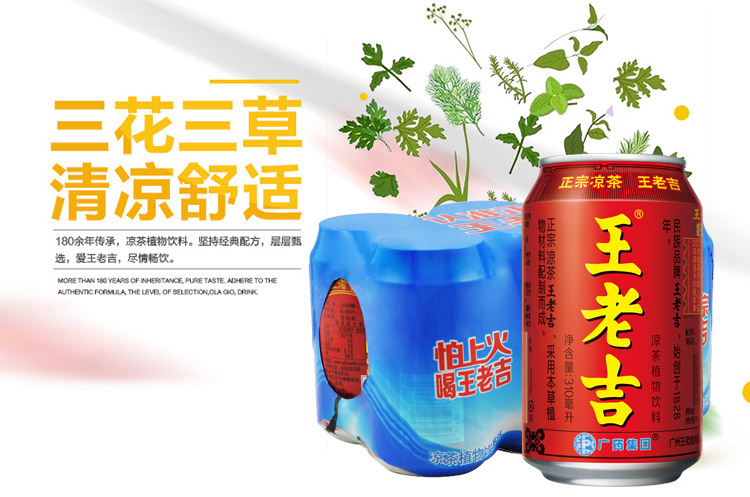 三花三草
清凉舒适
180余年传承，凉茶植物饮料。坚持经典配方，层层甄
选，爱王老吉，尽情畅饮。
MORE THAN 180 YEARS OF INHERITANCE, PURE TASTE. ADHERE TO THE
AUTHENTIC FORMULA, THE LEVEL OF SELECTION,OLA GIO, DRINK.
怕上火
喝王老吉
凉茶植物
正宗凉茶 王老吉
王老吉®
正宗凉茶王老吉，采用本草植
物材料配制而成。
净含量:310毫升
民族品牌王老吉，始创于1828
年。
凉茶植物饮料
广药集团®